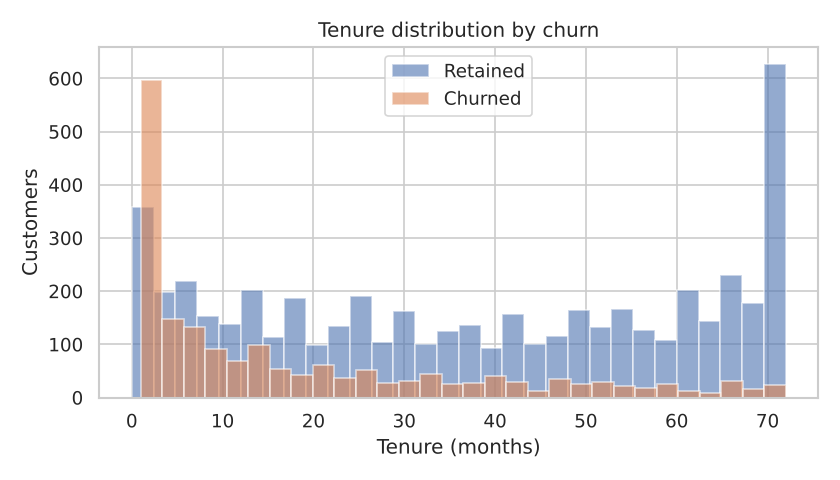 Tenure distribution by churn
Retained
Churned
Customers
600
500
400
300
200
100
0
0 10 20 30 40 50 60 70
Tenure (months)